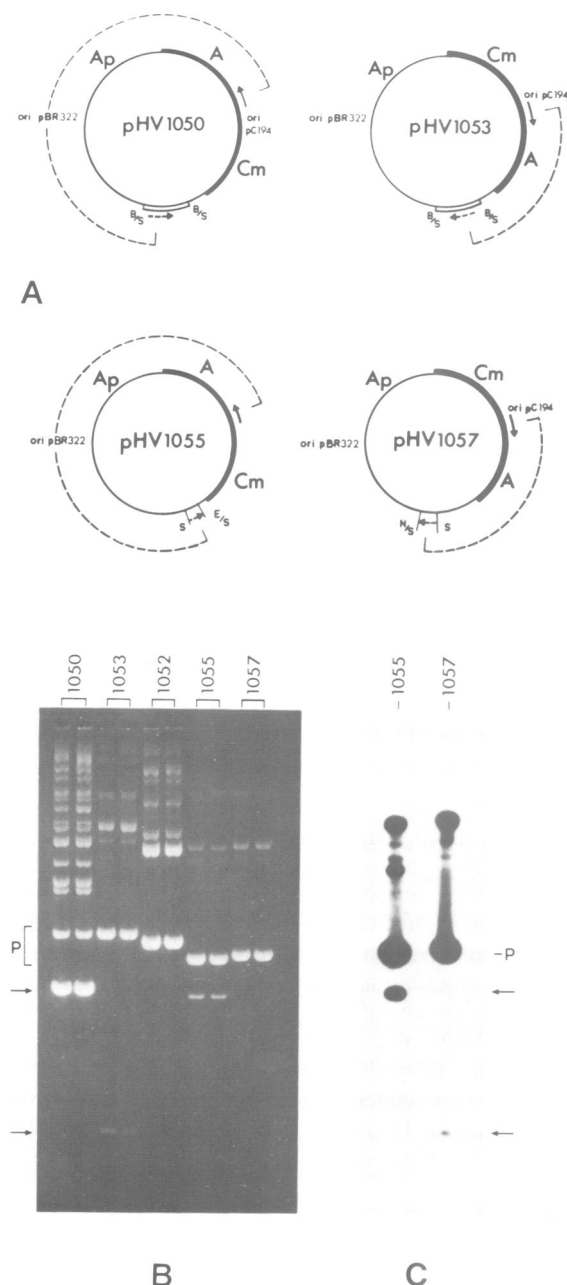 Ap A
ori pBR322
pHV1050
ori pC194
Cm
B/S B/S
Cm
Ap
ori pBR322
pHV1053
ori pC194
A
B/S B/S
A
A
Ap
ori pBR322
pHV1055
Cm
S E/S
Cm
Ap
ori pBR322
pHV1057
ori pC194
A
N/S S
1050 1053 1052 1055 1057
P
-1055 -1057
-P
B C